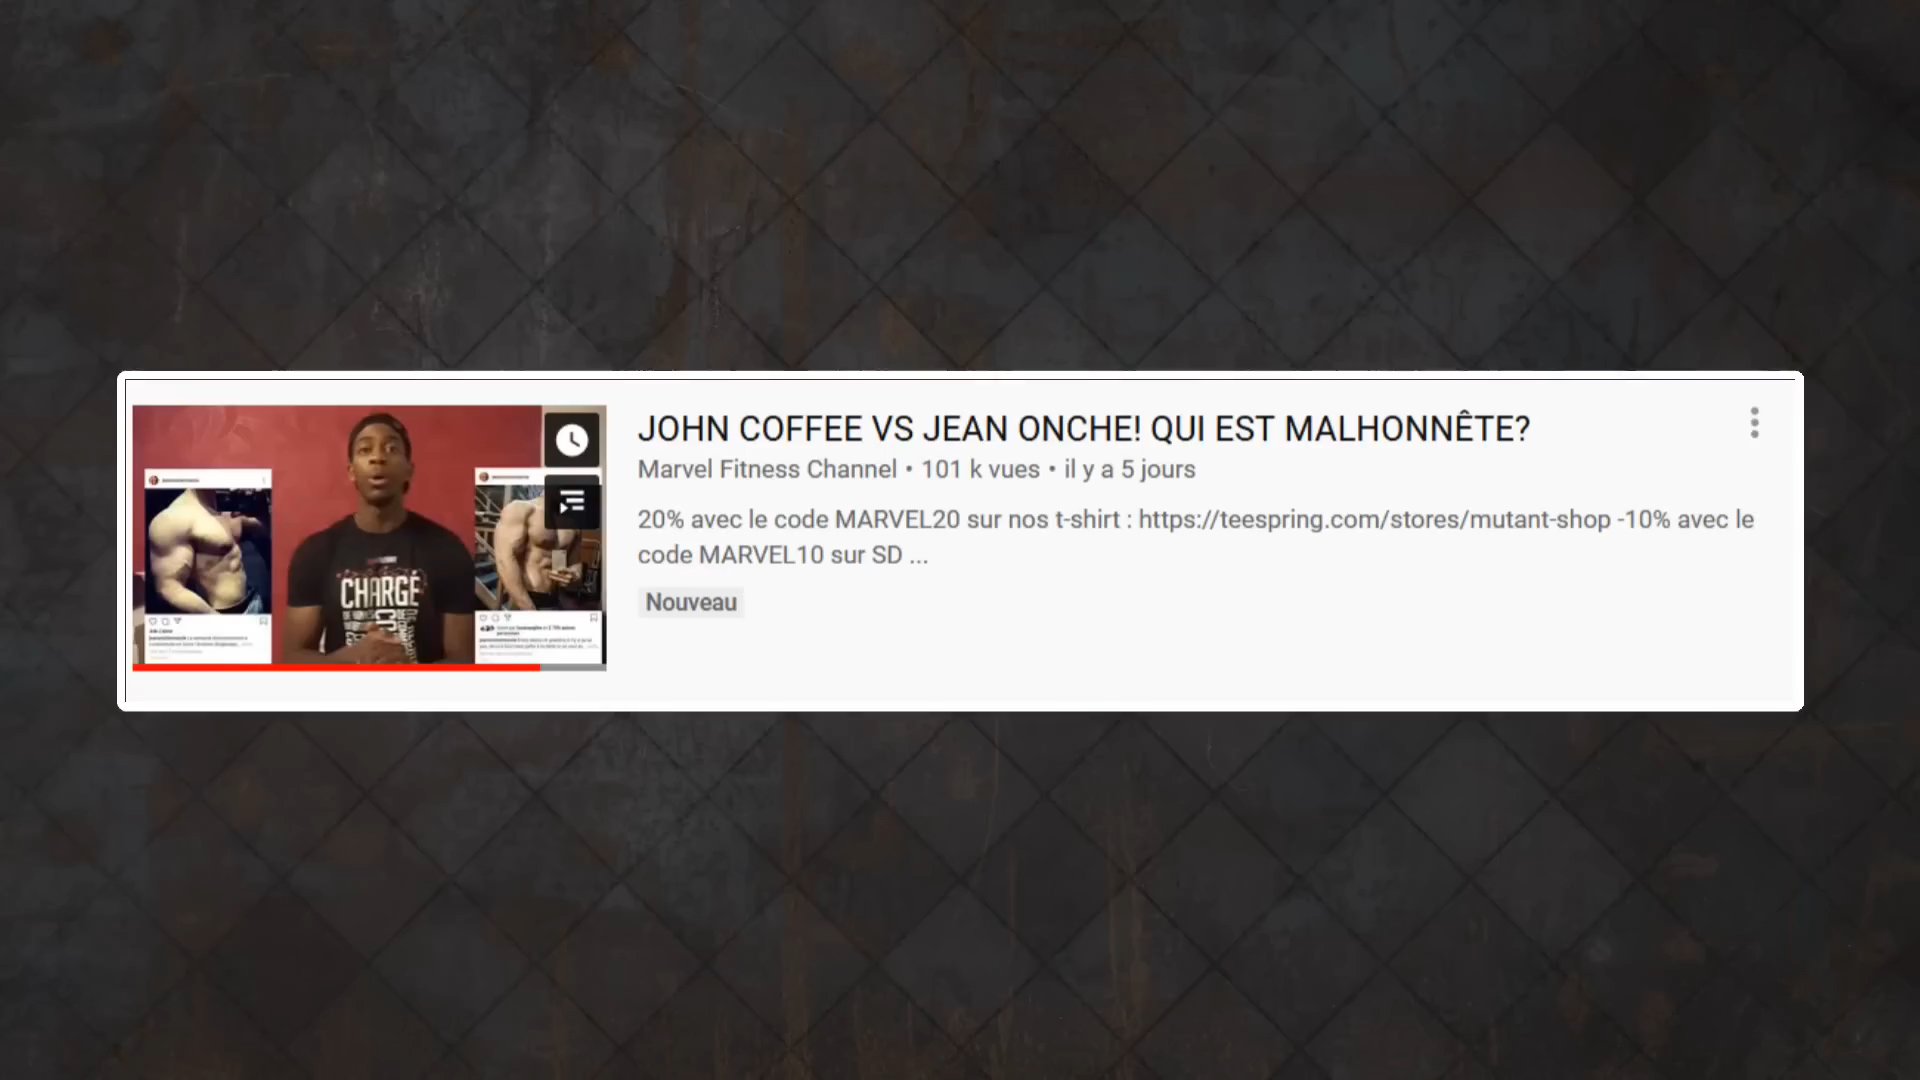 JOHN COFFEE VS JEAN ONCHE! QUI EST MALHONNÊTE?
Marvel Fitness Channel • 101 k vues • il y a 5 jours
20% avec le code MARVEL20 sur nos t-shirt : https://teespring.com/stores/mutant-shop -10% avec le
code MARVEL10 sur SD ...
Nouveau
CHARGÉ